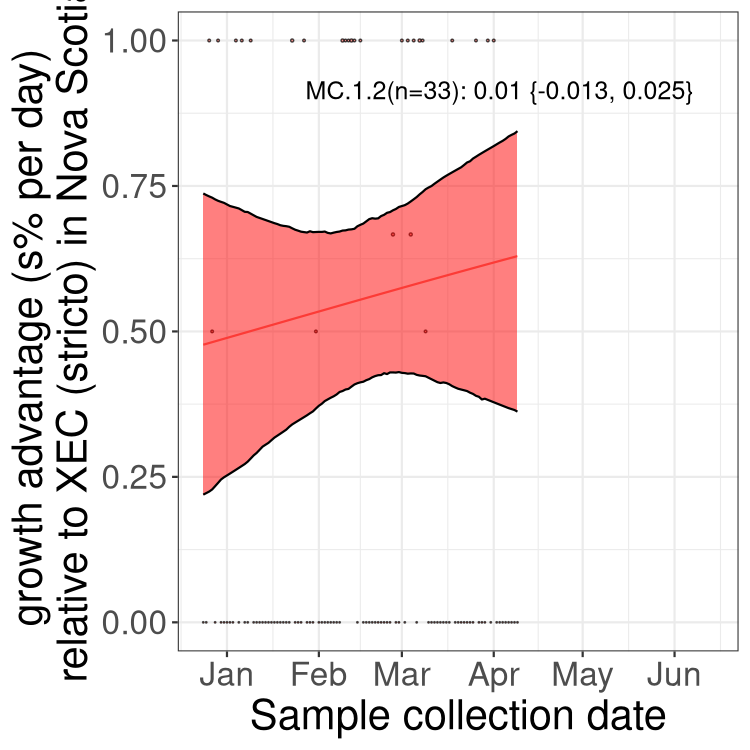 growth advantage (s% per day)
relative to XEC (stricto) in Nova Scotia
1.00
0.75
0.50
0.25
0.00
MC.1.2(n=33): 0.01 {-0.013, 0.025}
Jan Feb Mar Apr May Jun
Sample collection date